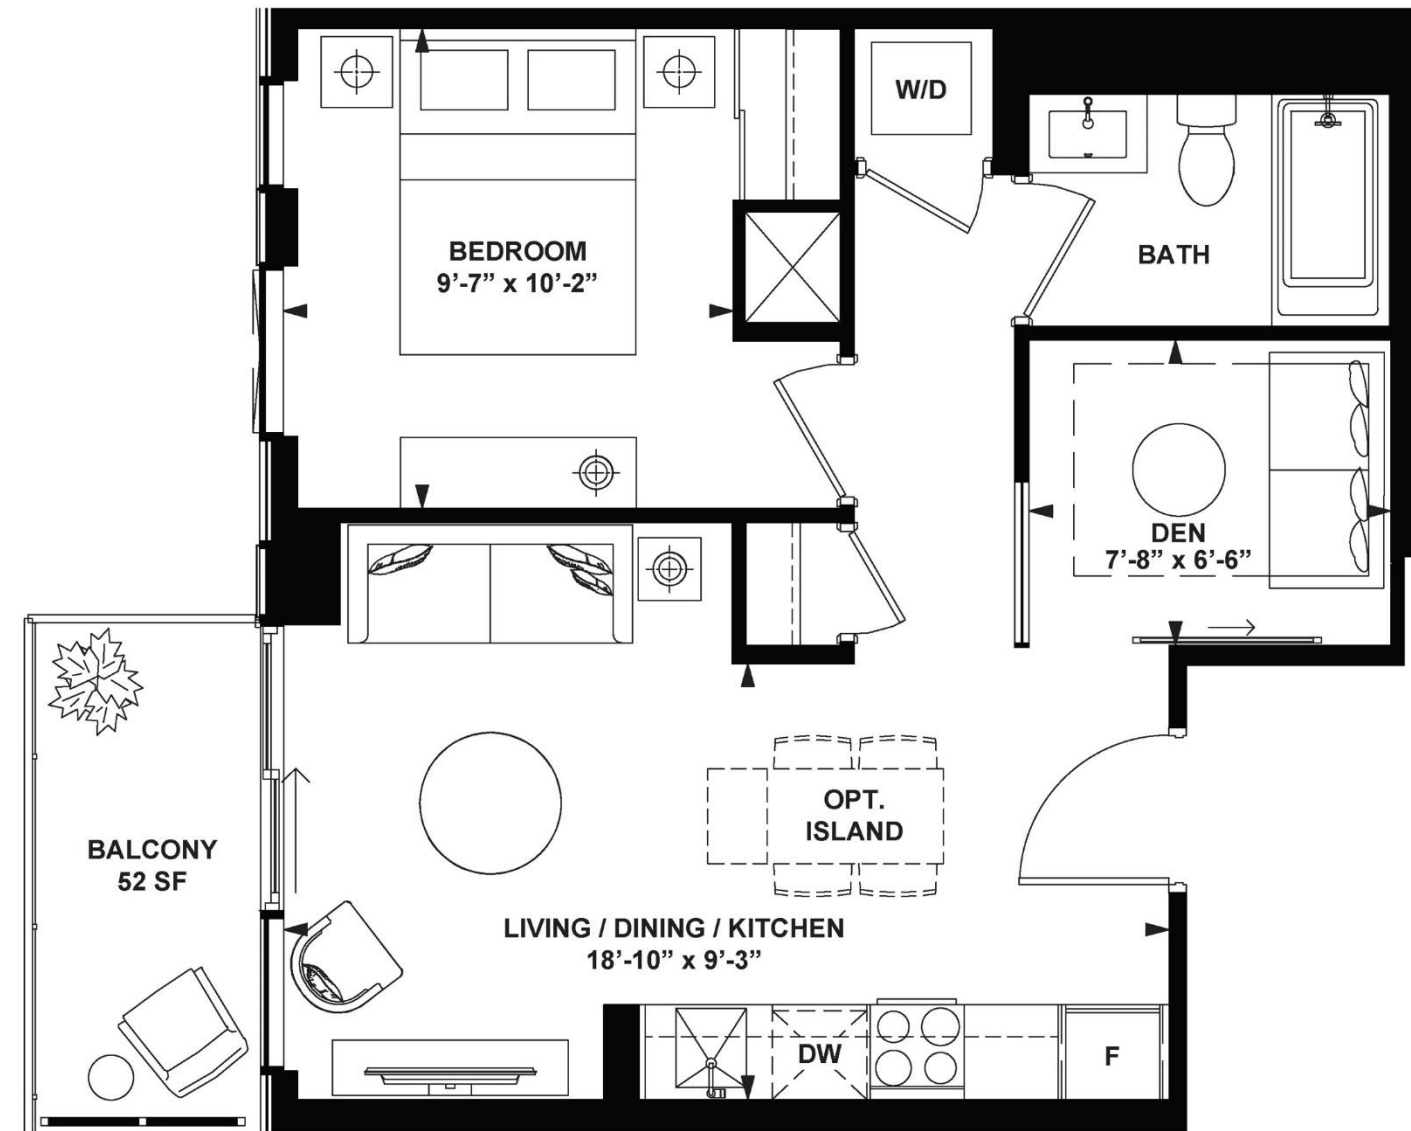 W/D
BEDROOM
9’-7” x 10’-2”
BATH
DEN
7’-8” x 6’-6”
OPT.
ISLAND
BALCONY
52 SF
LIVING / DINING / KITCHEN
18’-10” x 9’-3”
DW
F